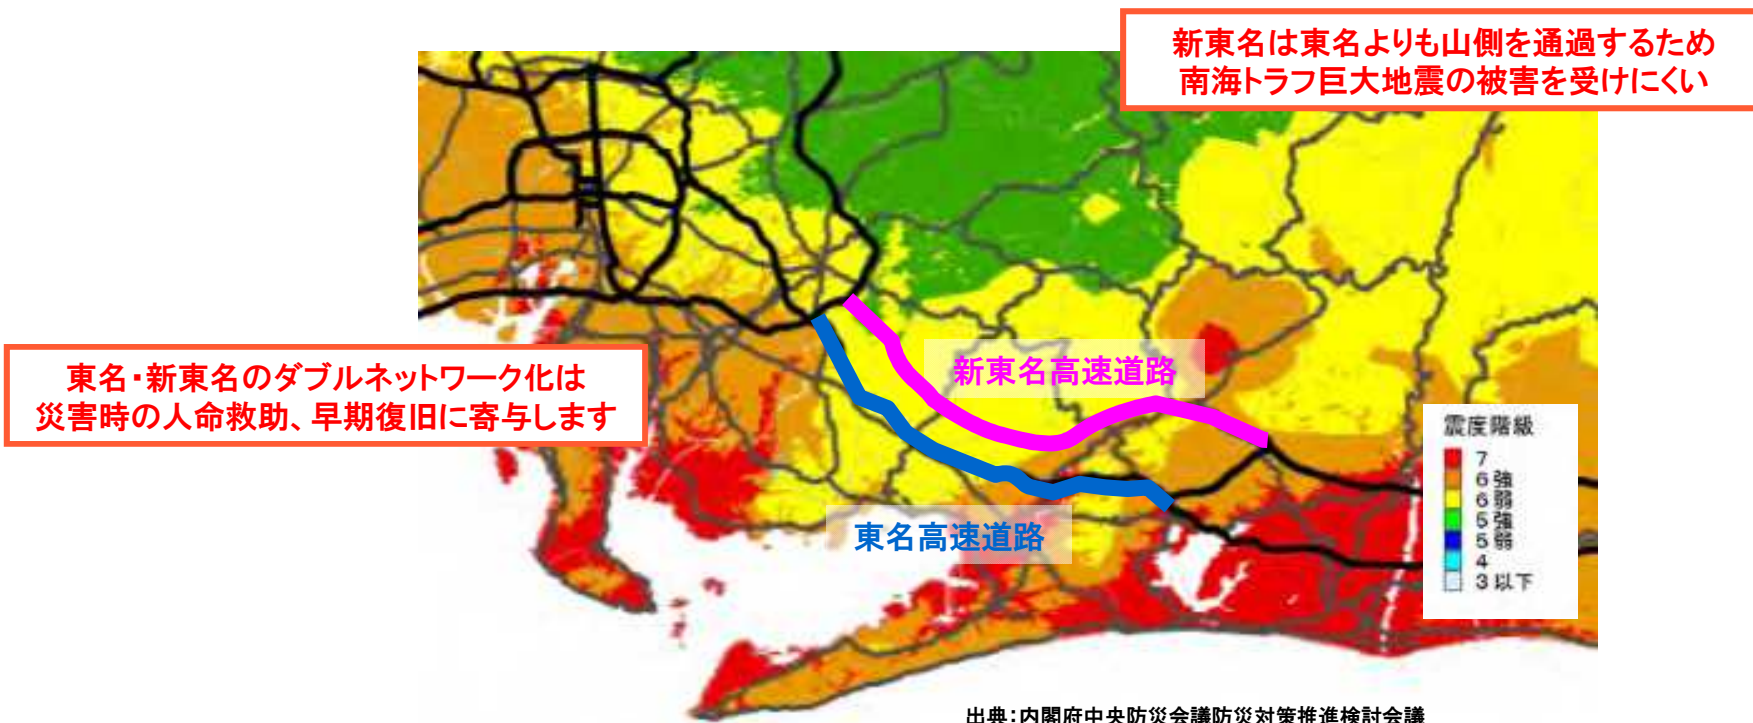 新東名は東名よりも山側を通過するため
南海トラフ巨大地震の被害を受けにくい
東名・新東名のダブルネットワーク化は
災害時の人命救助、早期復旧に寄与します
新東名高速道路
東名高速道路
震度階級
7
6強
6弱
5強
5弱
4
3以下
出典:内閣府中央防災会議防災対策推進検討会議